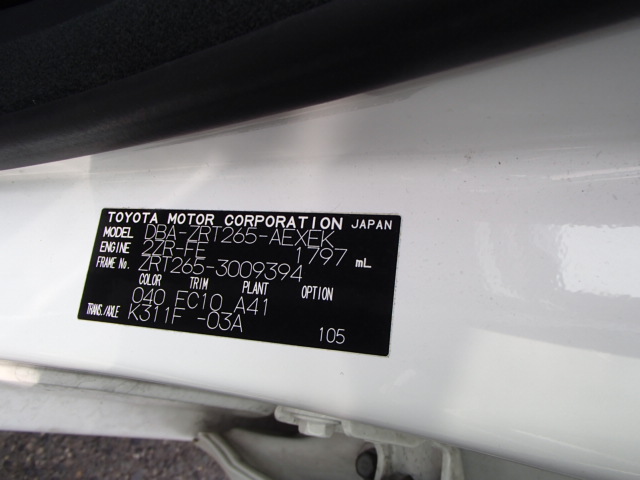 TOYOTA MOTOR CORPORATION JAPAN
MODEL DBA-ZRT265-AEXEK
ENGINE 2ZR-FE 1797 mL
FRAME No. ZRT265-3009394
COLOR TRIM PLANT OPTION
040 FC10 A41
TRANS./AXLE K311F -03A
105